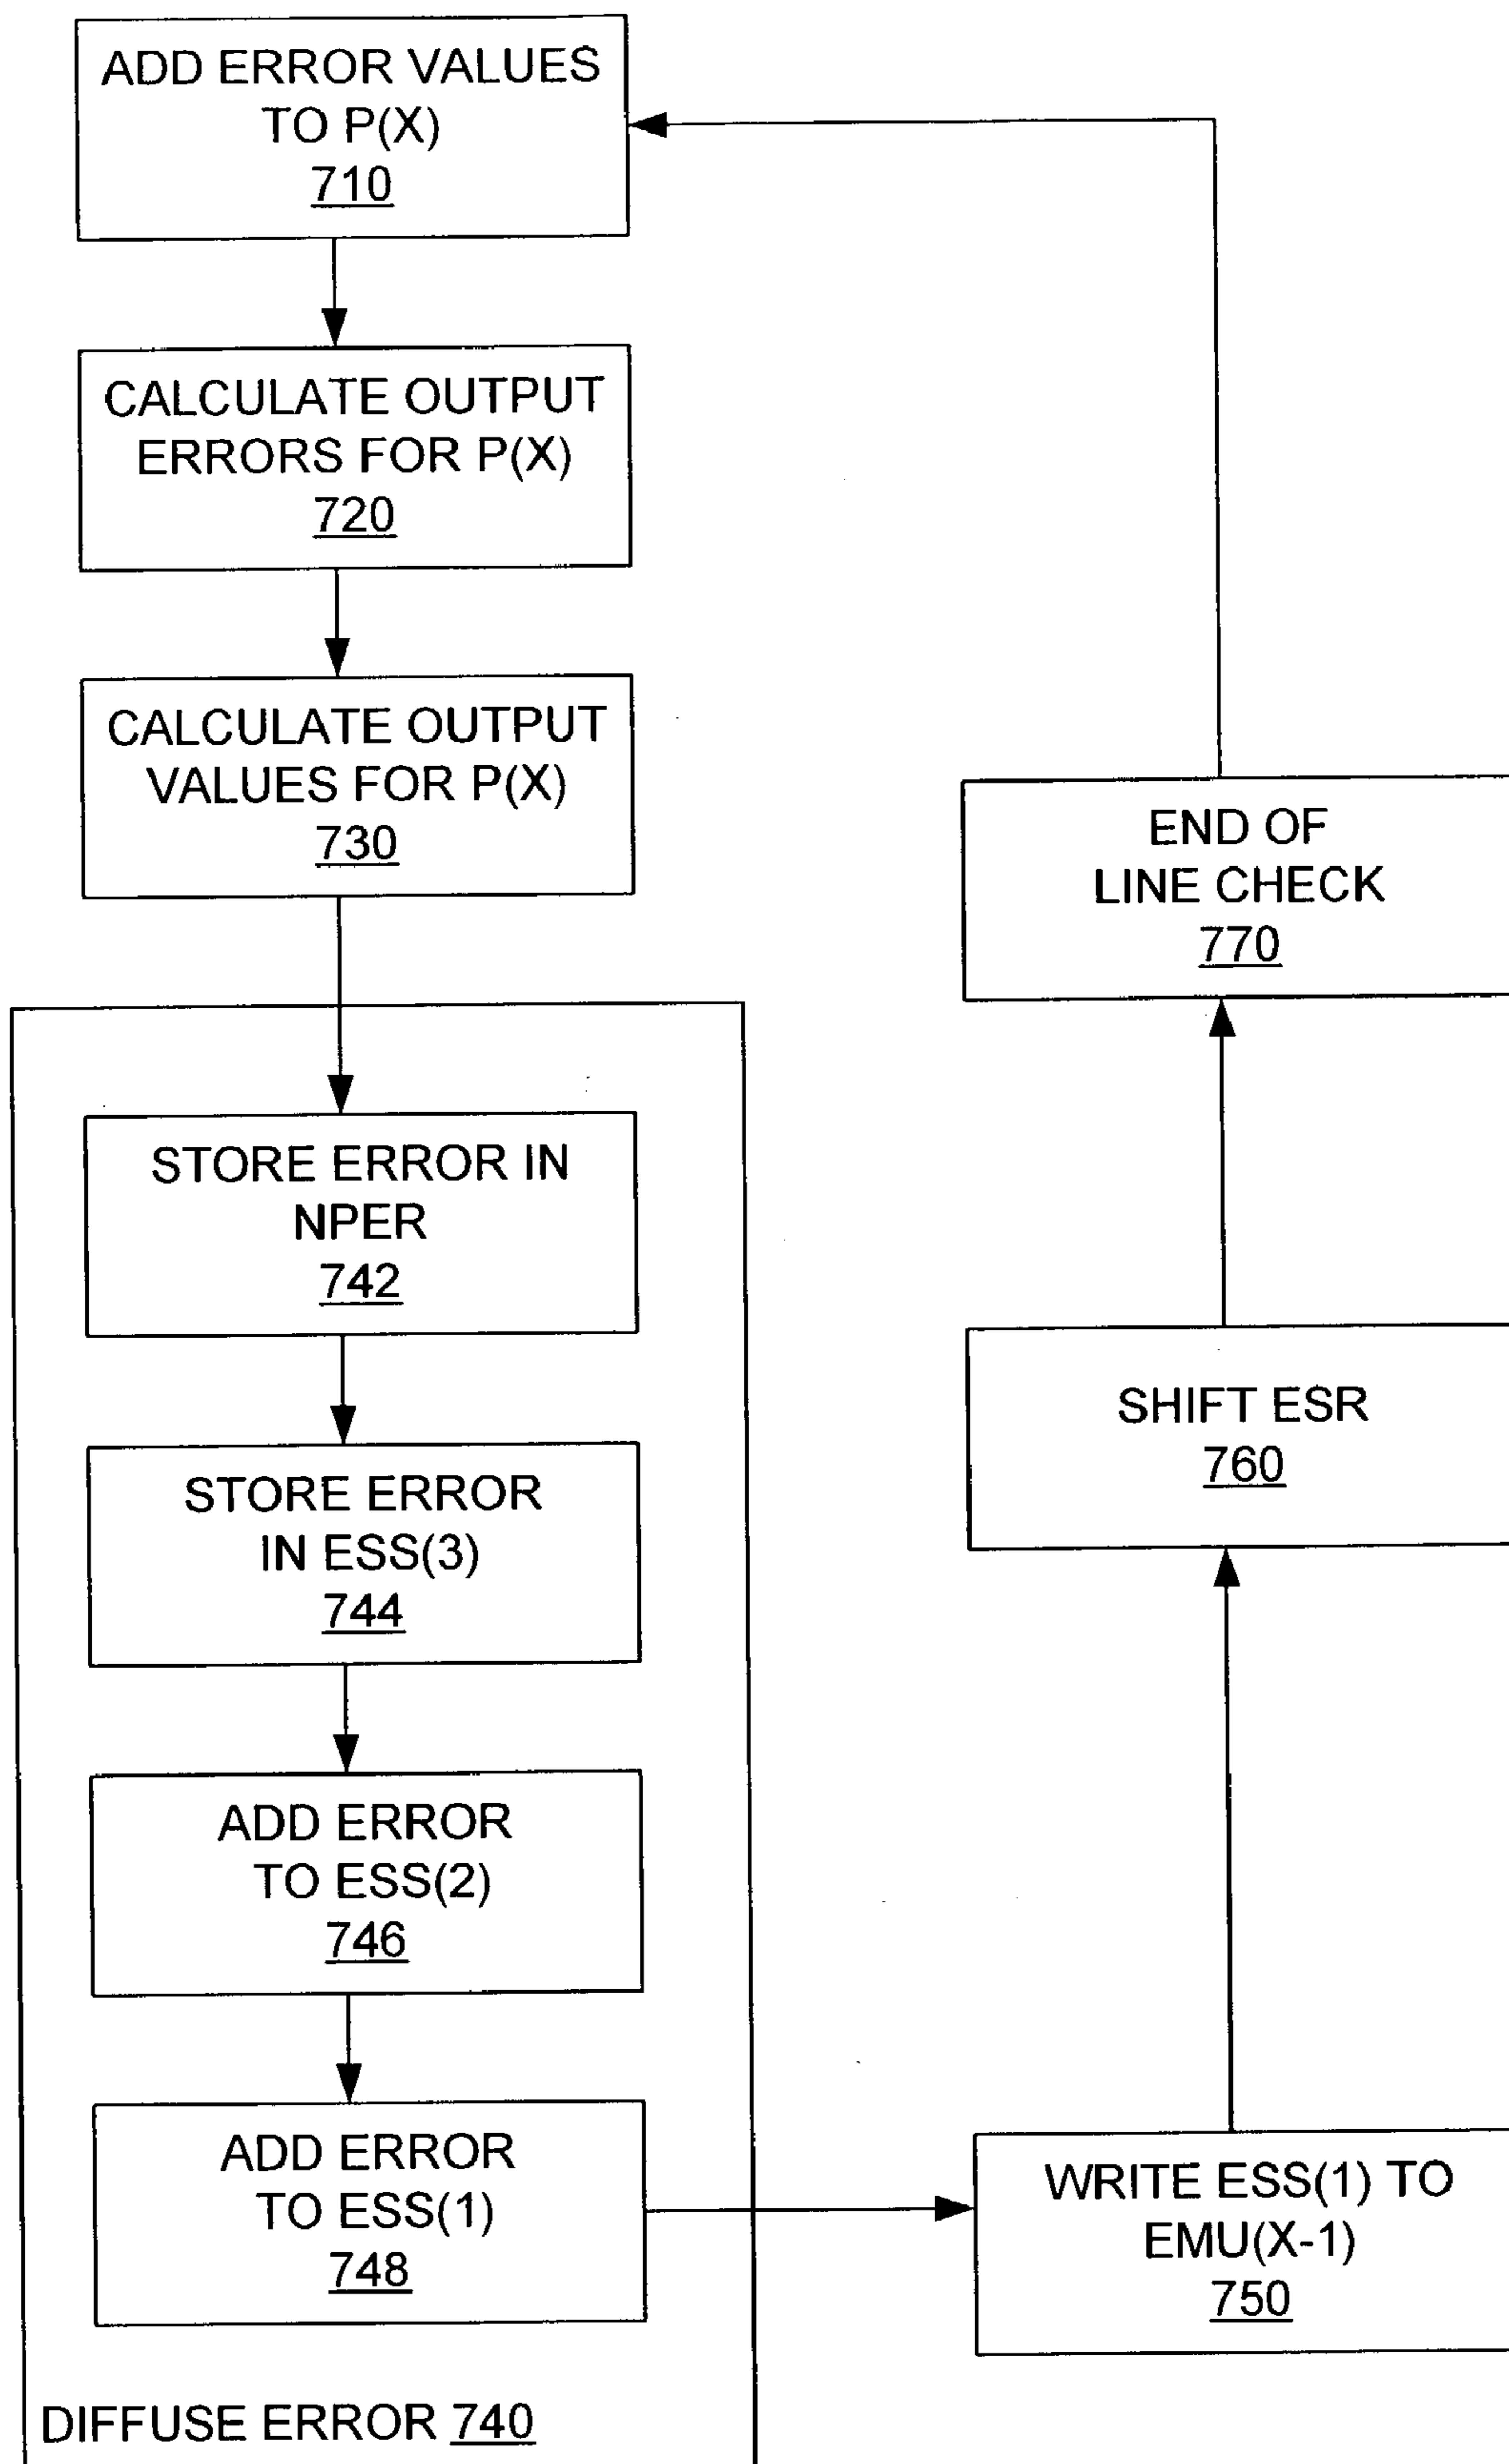 ADD ERROR VALUES
TO P(X)
710
CALCULATE OUTPUT
ERRORS FOR P(X)
720
CALCULATE OUTPUT
VALUES FOR P(X)
730
STORE ERROR IN
NPER
742
STORE ERROR
IN ESS(3)
744
ADD ERROR
TO ESS(2)
746
ADD ERROR
TO ESS(1)
748
DIFFUSE ERROR 740
WRITE ESS(1) TO
EMU(X-1)
750
SHIFT ESR
760
END OF
LINE CHECK
770